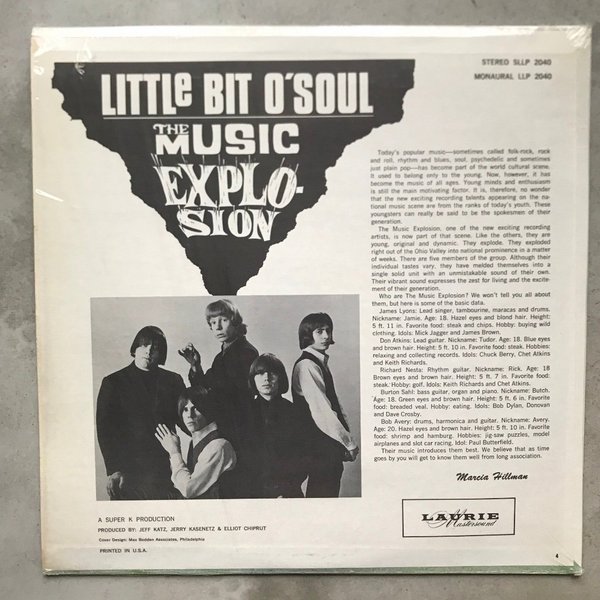 STEREO SLLP 2040
MONAURAL LLP 2040
LITTLe BIT O'SOUL
THE
MUSIC
EXPLO-
SION
Today's popular music—sometimes called folk-rock, rock
and roll, rhythm and blues, soul, psychedelic and sometimes
just plain pop—has become part of the world cultural scene.
It used to belong only to the young. Now, however, it has
become the music of all ages. Young minds and enthusiasm
is still the main motivating factor. It is, therefore, no wonder
that the new exciting recording talents appearing on the na-
tional music scene are from the ranks of today's youth. These
youngsters can really be said to be the spokesmen of their
generation.
The Music Explosion, one of the new exciting recording
artists, is now part of that scene. Like the others, they are
young, original and dynamic. They explode. They exploded
right out of the Ohio Valley into national prominence in a matter
of weeks. There are five members of the group. Although their
individual tastes vary, they have melded themselves into a
single solid unit with an unmistakable sound of their own.
Their vibrant sound expresses the zest for living and the excite-
ment of their generation.
Who are The Music Explosion? We won't tell you all about
them, but here is some of the basic data.
James Lyons: Lead singer, tambourine, maracas and drums.
Nickname: Jamie. Age: 18. Hazel eyes and blond hair. Height:
5 ft. 11 in. Favorite food: steak and chips. Hobby: buying wild
clothing. Idols: Mick Jagger and James Brown.
Don Atkins: Lead guitar. Nickname: Tudor. Age: 18. Blue eyes
and brown hair. Height: 5 ft. 10 in. Favorite food: steak. Hobbies:
relaxing and collecting records. Idols: Chuck Berry, Chet Atkins
and Keith Richards.
Richard Nesta: Rhythm guitar. Nickname: Rick. Age: 18
Brown eyes and brown hair. Height: 5 ft. 7 in. Favorite food:
steak. Hobby: golf. Idols: Keith Richards and Chet Atkins.
Burton Sahl: bass guitar, organ and piano. Nickname: Butch.
Age: 18. Green eyes and brown hair. Height: 5 ft. 6 in. Favorite
food: breaded veal. Hobby: eating. Idols: Bob Dylan, Donovan
and Dave Crosby.
Bob Avery: drums, harmonica and guitar. Nickname: Avery.
Age: 20. Hazel eyes and brown hair. Height: 5 ft. 10 in. Favorite
food: shrimp and hamburg. Hobbies: jig-saw puzzles, model
airplanes and slot car racing. Idol: Paul Butterfield.
Their music introduces them best. We believe that as time
goes by you will get to know them well from long association.
Marcia Hillman
A SUPER K PRODUCTION
PRODUCED BY: JEFF KATZ, JERRY KASENETZ & ELLIOT CHIPRUT
Cover Design: Max Bodden Associates, Philadelphia
PRINTED IN U.S.A.
LAURIE
Mastersound
4